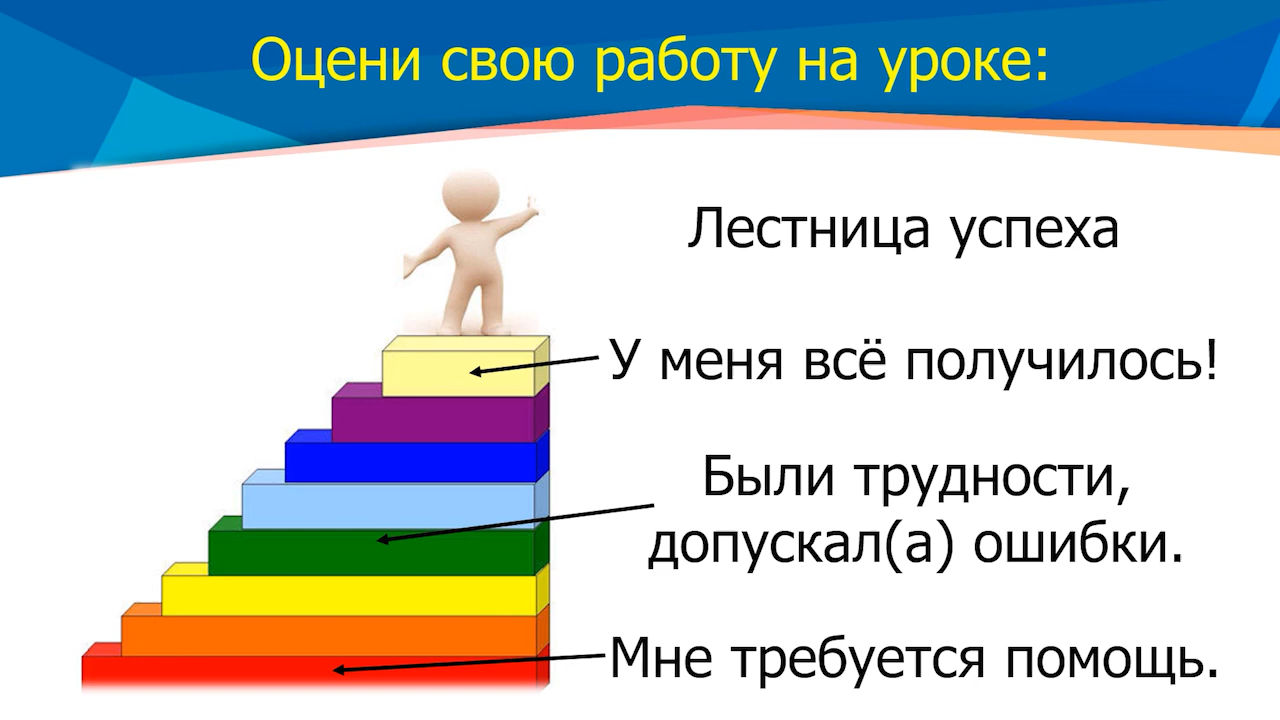 Оцени свою работу на уроке:
Лестница успеха
У меня всё получилось!
Были трудности,
допускал(а) ошибки.
Мне требуется помощь.